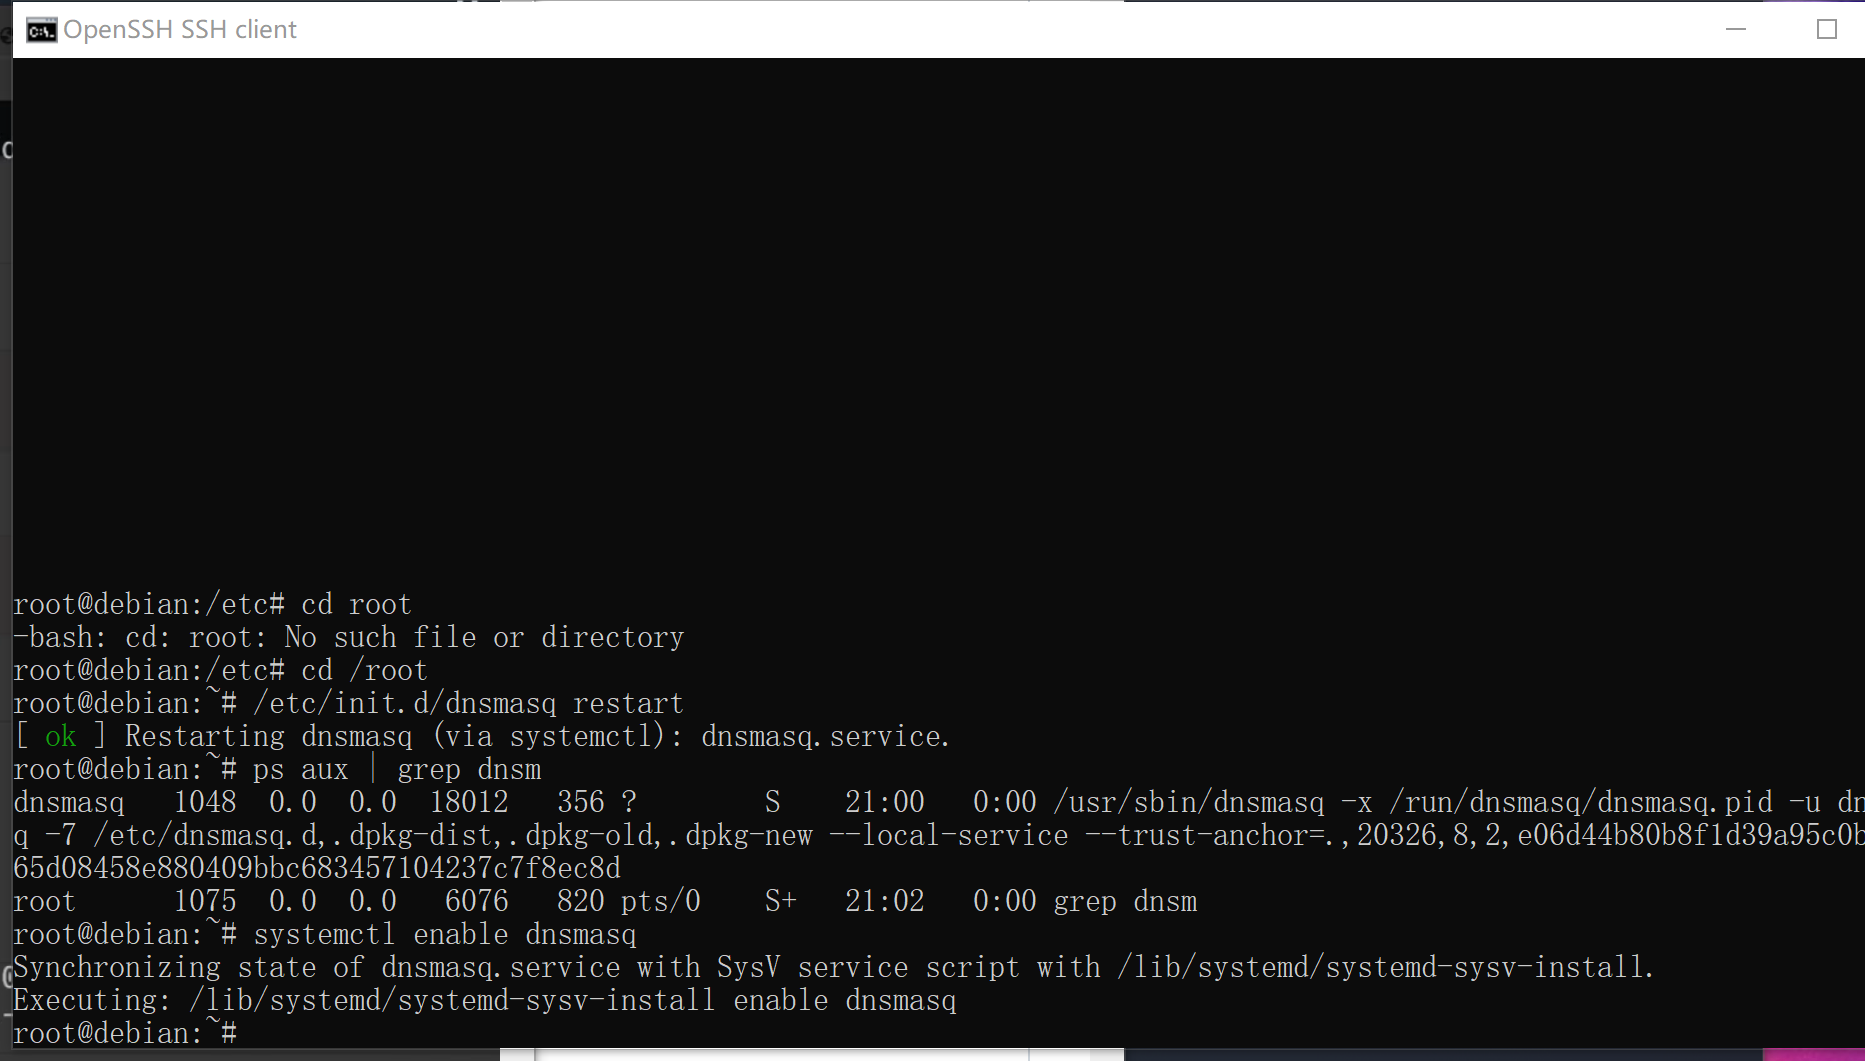 OpenSSH SSH client
root@debian:/etc# cd root
-bash: cd: root: No such file or directory
root@debian:/etc# cd /root
root@debian:~# /etc/init.d/dnsmasq restart
[ ok ] Restarting dnsmasq (via systemctl): dnsmasq.service.
root@debian:~# ps aux | grep dnsm
dnsmasq   1048  0.0  0.0  18012   356 ?        S    21:00   0:00 /usr/sbin/dnsmasq -x /run/dnsmasq/dnsmasq.pid -u dn
q -7 /etc/dnsmasq.d,.dpkg-dist,.dpkg-old,.dpkg-new --local-service --trust-anchor=.,20326,8,2,e06d44b80b8f1d39a95c0b
65d08458e880409bbc683457104237c7f8ec8d
root      1075  0.0  0.0   6076   820 pts/0    S+   21:02   0:00 grep dnsm
root@debian:~# systemctl enable dnsmasq
Synchronizing state of dnsmasq.service with SysV service script with /lib/systemd/systemd-sysv-install.
Executing: /lib/systemd/systemd-sysv-install enable dnsmasq
root@debian:~#